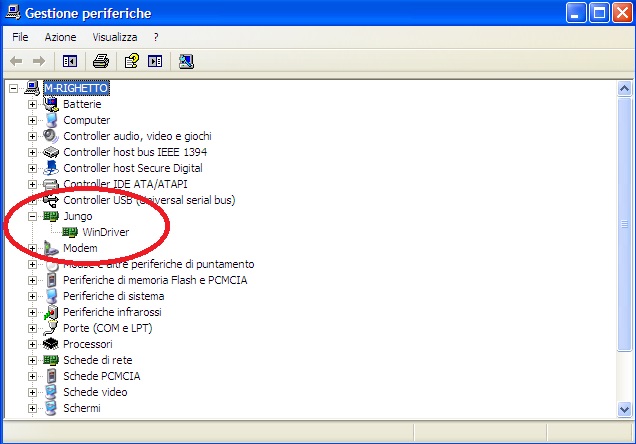 Gestione periferiche
File Azione Visualizza ?
M-RIGHETTO
Batterie
Computer
Controller audio, video e giochi
Controller host bus IEEE 1394
Controller host Secure Digital
Controller IDE ATA/ATAPI
Controller USB (Universal serial bus)
Jungo
WinDriver
Modem
Mouse e altre periferiche di puntamento
Periferiche di memoria Flash e PCMCIA
Periferiche di sistema
Periferiche infrarossi
Porte (COM e LPT)
Processori
Schede di rete
Schede PCMCIA
Schede video
Schermi